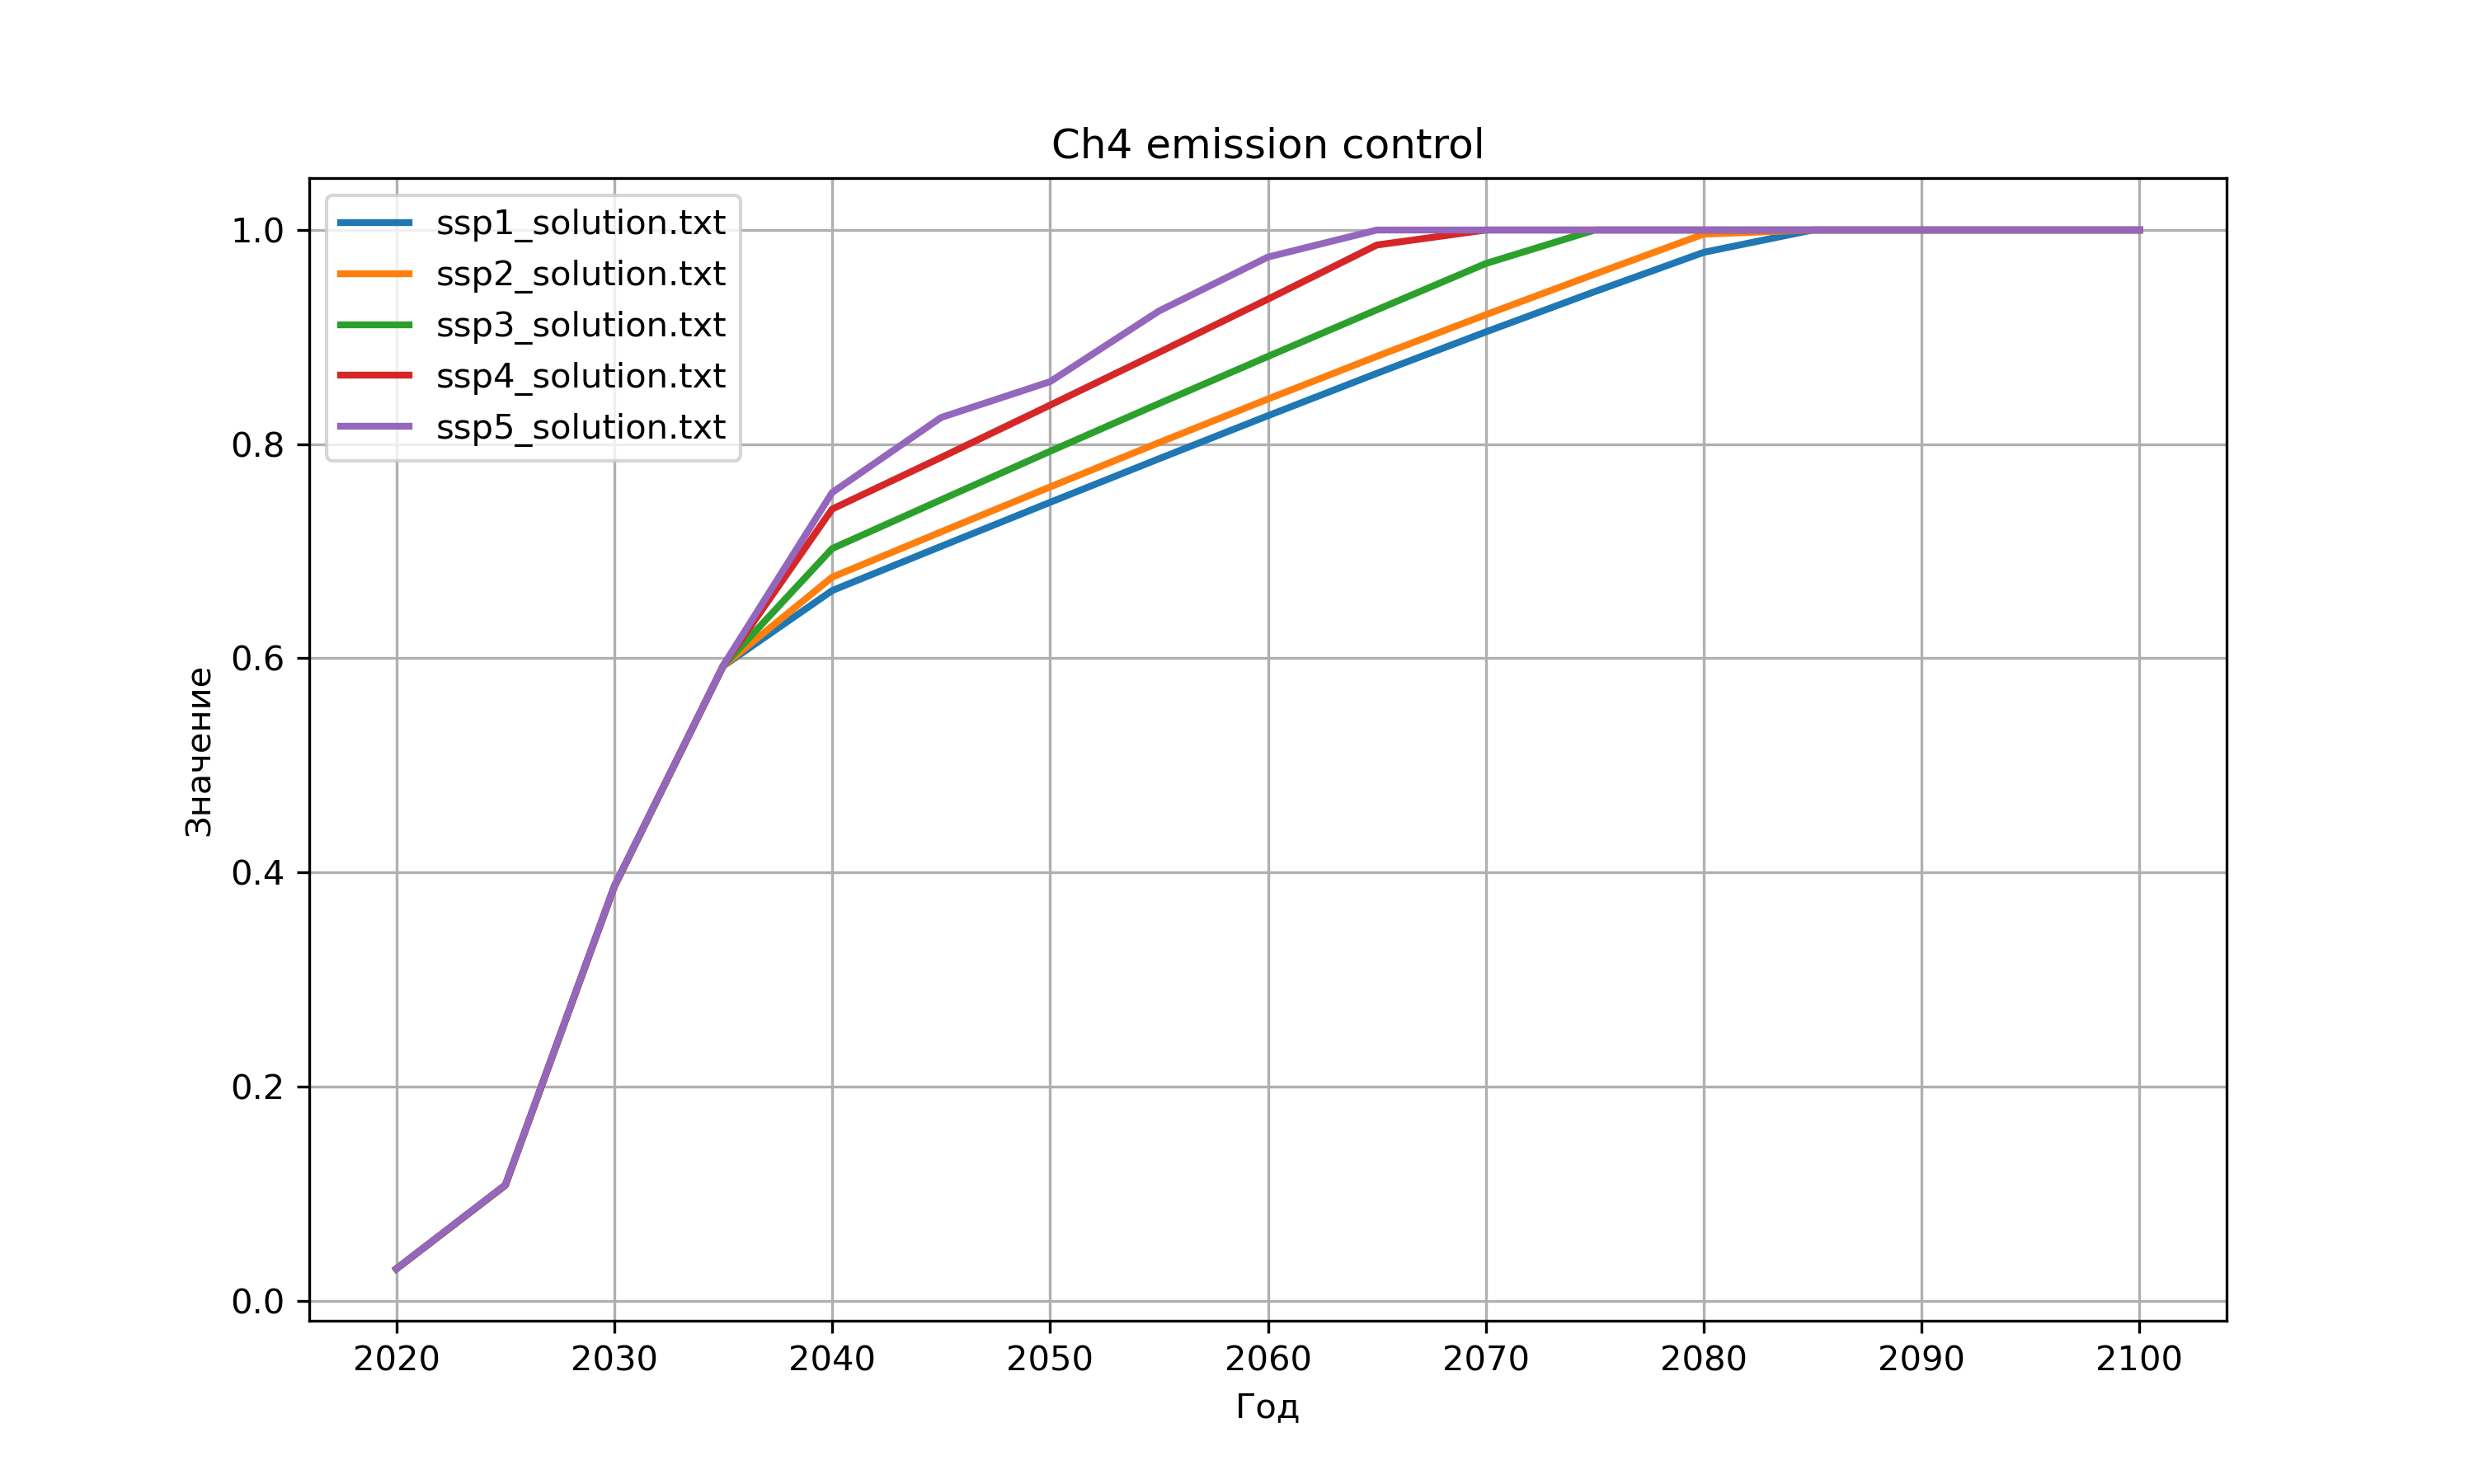 Ch4 emission control
ssp1_solution.txt
ssp2_solution.txt
ssp3_solution.txt
ssp4_solution.txt
ssp5_solution.txt
Значение
1.0
0.8
0.6
0.4
0.2
0.0
2020 2030 2040 2050 2060 2070 2080 2090 2100
Год